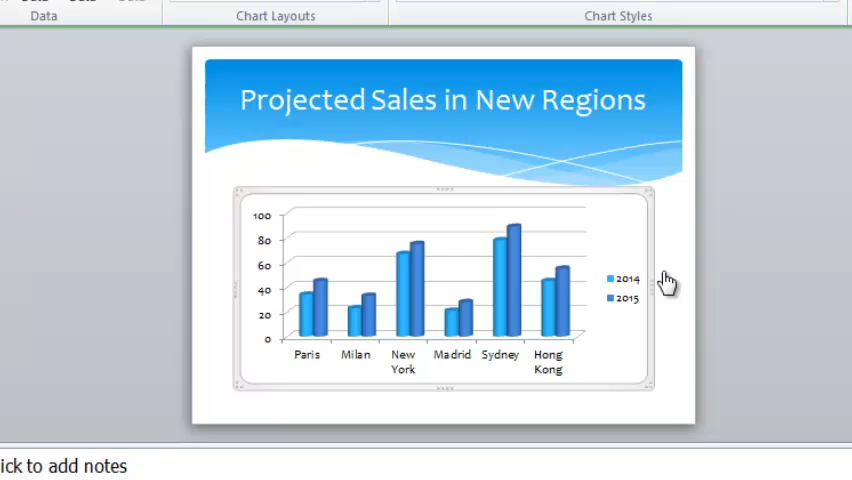 Data
Chart Layouts
Chart Styles
Projected Sales in New Regions
100
80
60
40
20
0
Paris
Milan
New
York
Madrid
Sydney
Hong
Kong
2014
2015
ick to add notes